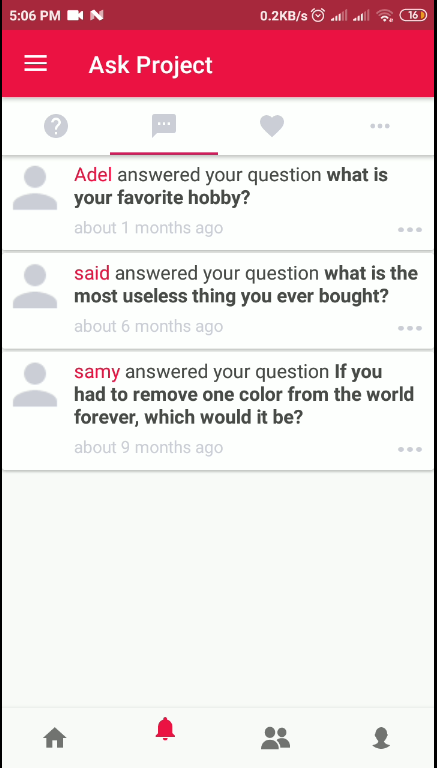 5:06 PM 0.2KB/s 16
Ask Project
Adel answered your question what is
your favorite hobby?
about 1 months ago
said answered your question what is the
most useless thing you ever bought?
about 6 months ago
samy answered your question If you
had to remove one color from the world
forever, which would it be?
about 9 months ago